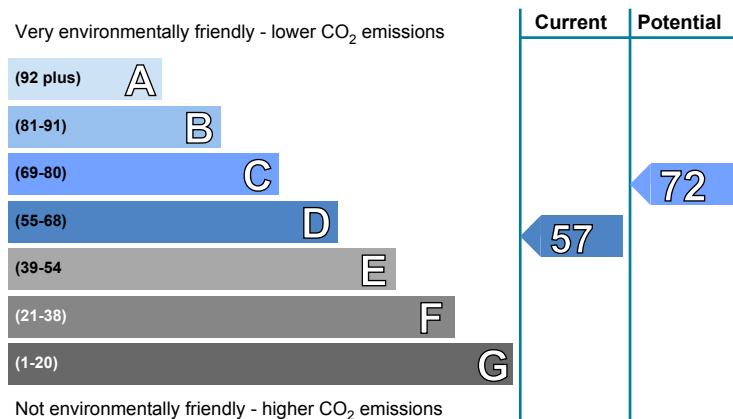 Current Potential
Very environmentally friendly - lower CO2 emissions
(92 plus) A
(81-91) B
(69-80) C
72
(55-68) D
57
(39-54 E
(21-38) F
(1-20) G
Not environmentally friendly - higher CO2 emissions